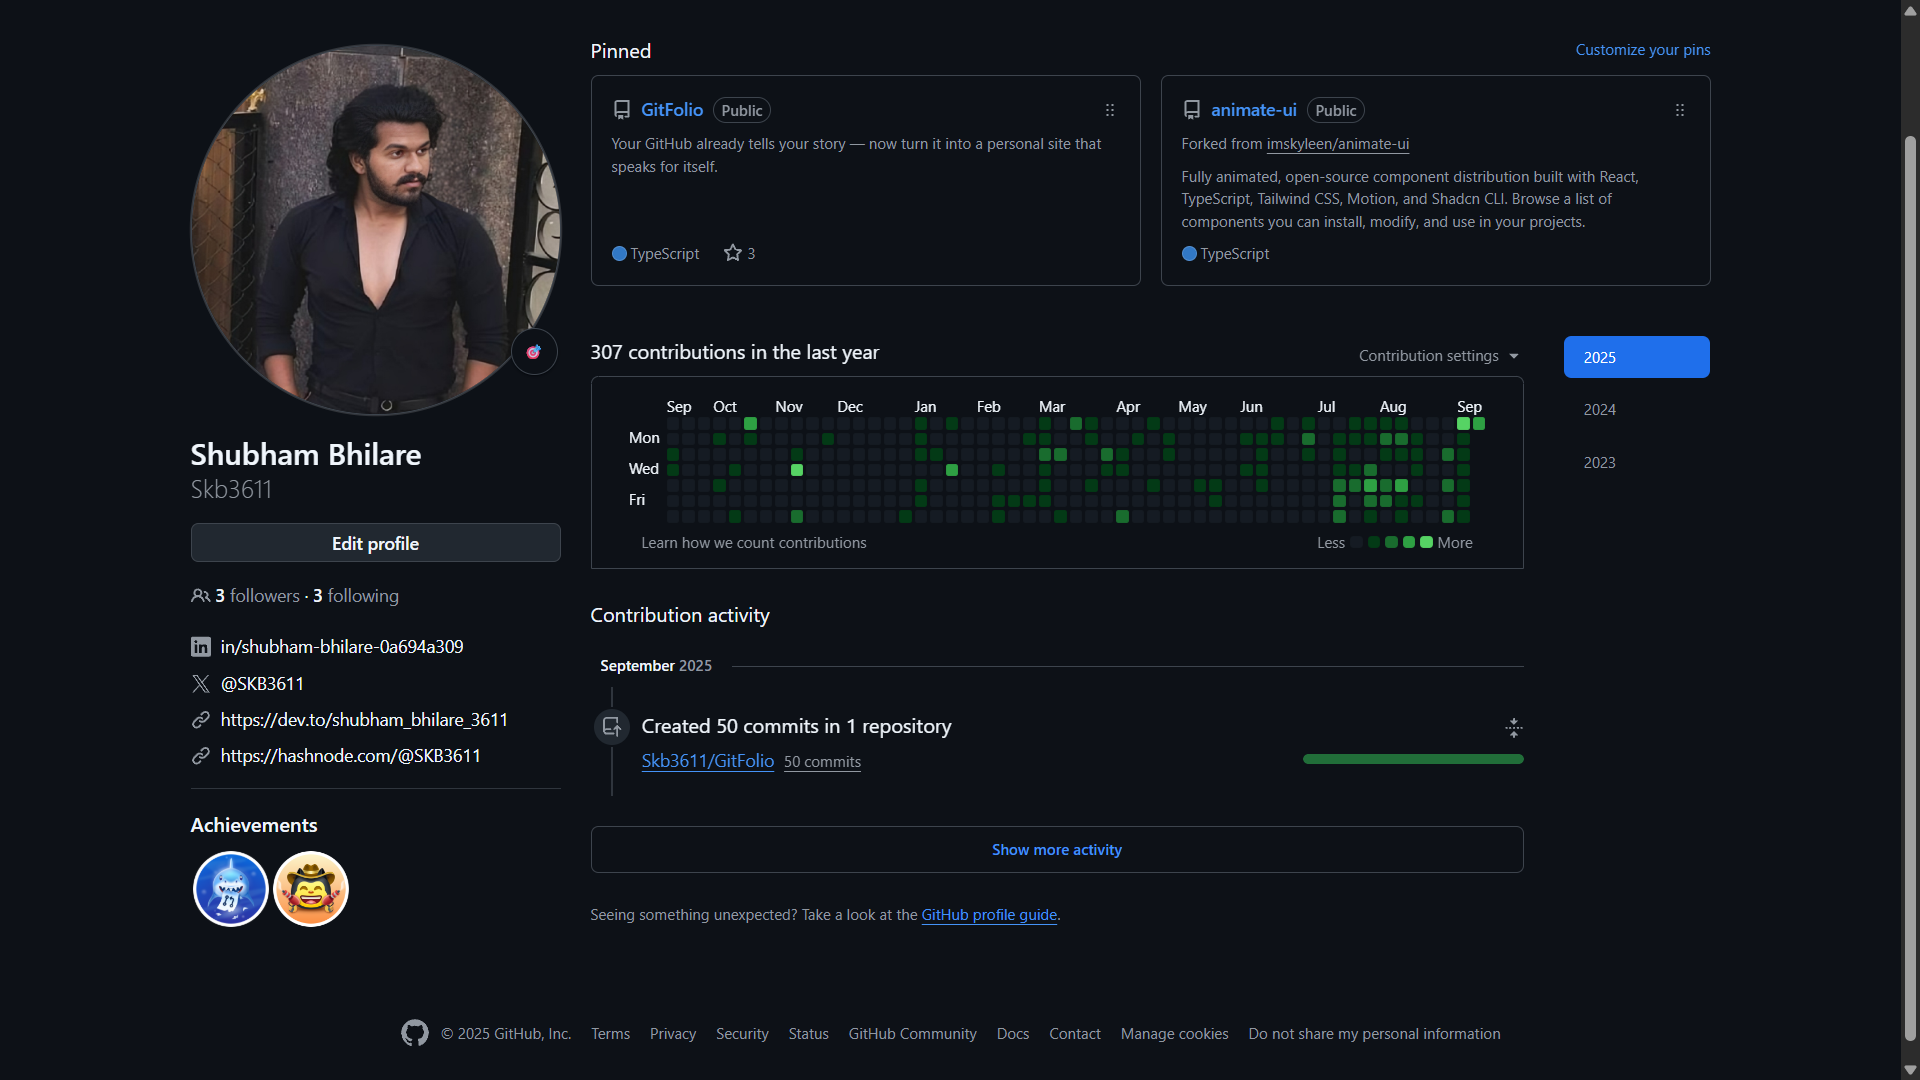 Shubham Bhilare
Skb3611
Edit profile
3 followers · 3 following
in/shubham-bhilare-0a694a309
@SKB3611
https://dev.to/shubham_bhilare_3611
https://hashnode.com/@SKB3611
Achievements
Pinned
Customize your pins
GitFolio Public
Your GitHub already tells your story — now turn it into a personal site that
speaks for itself.
TypeScript 3
animate-ui Public
Forked from imskyleen/animate-ui
Fully animated, open-source component distribution built with React,
TypeScript, Tailwind CSS, Motion, and Shadcn CLI. Browse a list of
components you can install, modify, and use in your projects.
TypeScript
307 contributions in the last year
Contribution settings
Sep Oct Nov Dec Jan Feb Mar Apr May Jun Jul Aug Sep
Mon
Wed
Fri
Learn how we count contributions
Less More
2025
2024
2023
Contribution activity
September 2025
Created 50 commits in 1 repository
Skb3611/GitFolio 50 commits
Show more activity
Seeing something unexpected? Take a look at the GitHub profile guide.
© 2025 GitHub, Inc. Terms Privacy Security Status GitHub Community Docs Contact Manage cookies Do not share my personal information